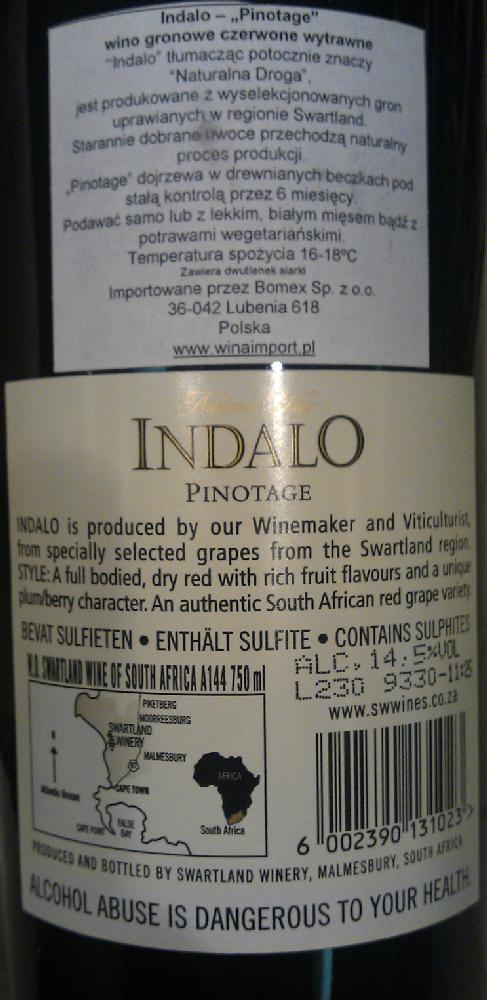 Indalo – „Pinotage"
wino gronowe czerwone wytrawne
"Indalo" tłumacząc potocznie znaczy
"Naturalna Droga",
jest produkowane z wyselekcjonowanych gron
uprawianych w regionie Swartland.
Starannie dobrane owoce przechodzą naturalny
proces produkcji.
„Pinotage" dojrzewa w drewnianych beczkach pod
stałą kontrolą przez 6 miesięcy.
Podawać samo lub z lekkim, białym mięsem bądź z
potrawami wegetariańskimi.
Temperatura spożycia 16-18ºC
Zawiera dwutlenek siarki
Importowane przez Bomex Sp. z o.o.
36-042 Lubenia 618
Polska
www.winaimport.pl
INDALO
PINOTAGE
INDALO is produced by our Winemaker and Viticulturist,
from specially selected grapes from the Swartland region.
STYLE: A full bodied, dry red with rich fruit flavours and a unique
plum/berry character. An authentic South African red grape variety.
BEVAT SULFIETEN • ENTHÄLT SULFITE • CONTAINS SULPHITES
W.O. SWARTLAND WINE OF SOUTH AFRICA A144 750 ml
ALC. 14.5%VOL
L230 9330-11:25
www.swwines.co.za
PIKETBERG
MOORREESBURG
SWARTLAND
WINERY
MALMESBURY
N7
Atlantic Ocean
CAPE TOWN
CAPE POINT
FALSE
BAY
AFRICA
South Africa
6 002390 131023 >
PRODUCED AND BOTTLED BY SWARTLAND WINERY, MALMESBURY, SOUTH AFRICA
ALCOHOL ABUSE IS DANGEROUS TO YOUR HEALTH.